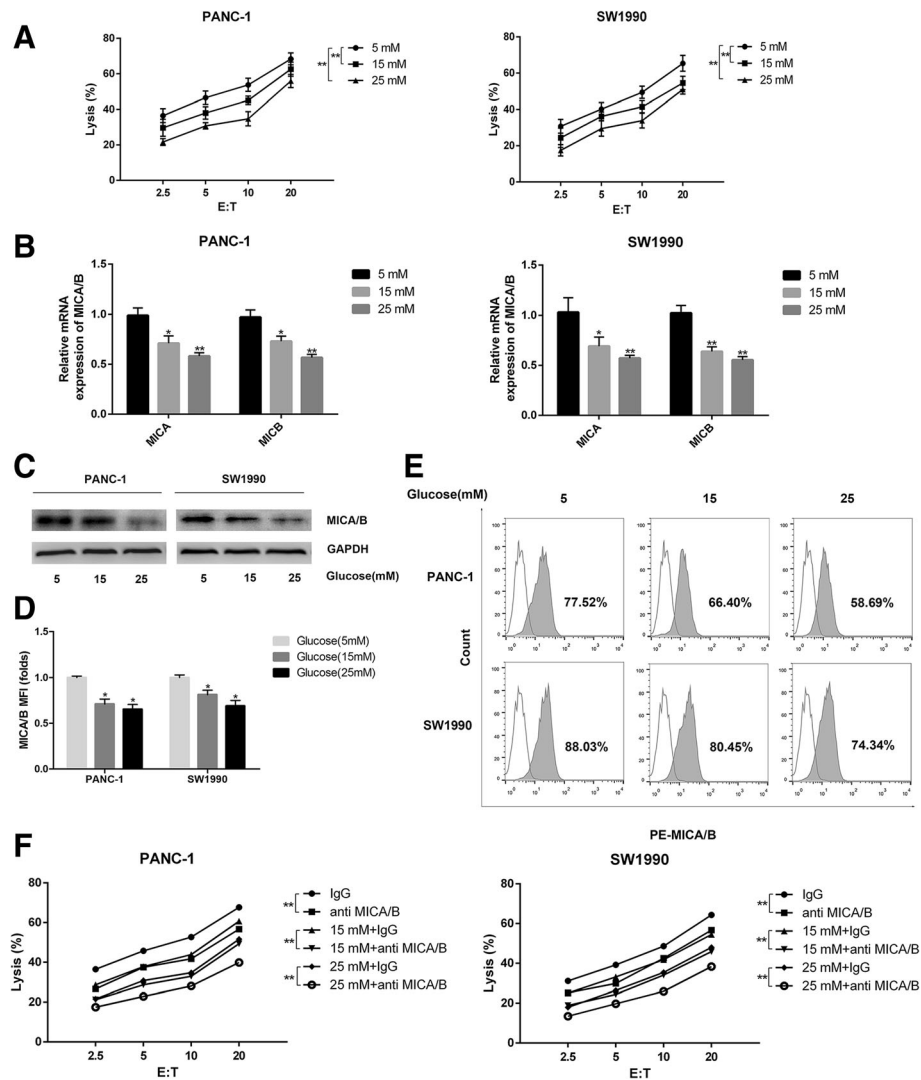 A
PANC-1
80
60
40
20
0
Lysis (%)
2.5 5 10 20
E:T
** **
5 mM
15 mM
25 mM
SW1990
80
60
40
20
0
Lysis (%)
2.5 5 10 20
E:T
** **
5 mM
15 mM
25 mM
B
PANC-1
1.5
1.0
0.5
0.0
Relative mRNA
expression of MICA/B
* ** * **
MICA MICB
5 mM
15 mM
25 mM
SW1990
1.5
1.0
0.5
0.0
Relative mRNA
expression of MICA/B
* ** ** **
MICA MICB
5 mM
15 mM
25 mM
C
PANC-1 SW1990
MICA/B
GAPDH
5 15 25 5 15 25 Glucose(mM)
D
1.5
1.0
0.5
0.0
MICA/B MFI (folds)
* * * *
PANC-1 SW1990
Glucose(5mM)
Glucose(15mM)
Glucose(25mM)
E
Glucose(mM) 5 15 25
PANC-1
77.52% 66.40% 58.69%
Count
SW1990
88.03% 80.45% 74.34%
PE-MICA/B
F
PANC-1
80
60
40
20
0
Lysis (%)
2.5 5 10 20
E:T
IgG
** anti MICA/B
15 mM+IgG
** 15 mM+anti MICA/B
25 mM+IgG
** 25 mM+anti MICA/B
SW1990
80
60
40
20
0
Lysis (%)
2.5 5 10 20
E:T
IgG
** anti MICA/B
15 mM+IgG
** 15 mM+anti MICA/B
25 mM+IgG
** 25 mM+anti MICA/B